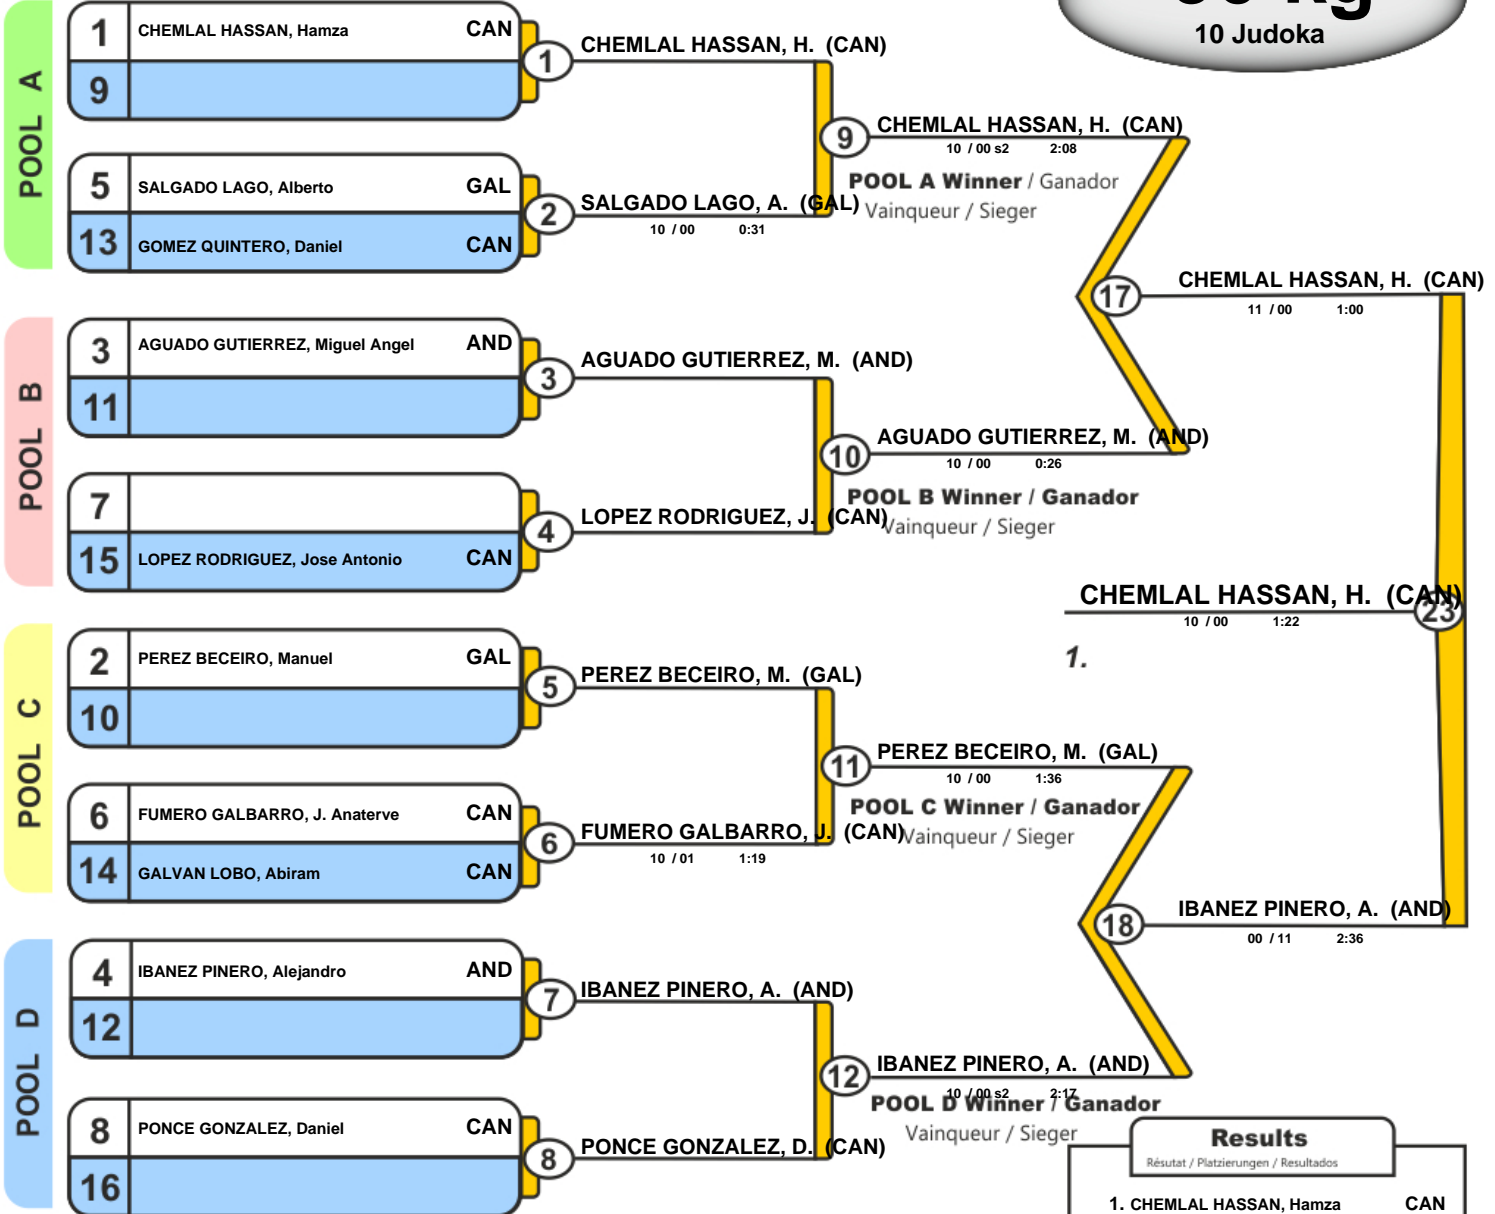 10 Judoka
POOL A
1 CHEMLAL HASSAN, Hamza CAN
9
1
CHEMLAL HASSAN, H. (CAN)
5 SALGADO LAGO, Alberto GAL
13 GOMEZ QUINTERO, Daniel CAN
2
SALGADO LAGO, A. (GAL)
10 / 00 0:31
9
CHEMLAL HASSAN, H. (CAN)
10 / 00 s2 2:08
POOL A Winner / Ganador
Vainqueur / Sieger
POOL B
3 AGUADO GUTIERREZ, Miguel Angel AND
11
3
AGUADO GUTIERREZ, M. (AND)
7
15 LOPEZ RODRIGUEZ, Jose Antonio CAN
4
LOPEZ RODRIGUEZ, J. (CAN)
10
AGUADO GUTIERREZ, M. (AND)
10 / 00 0:26
POOL B Winner / Ganador
Vainqueur / Sieger
17
CHEMLAL HASSAN, H. (CAN)
11 / 00 1:00
POOL C
2 PEREZ BECEIRO, Manuel GAL
10
5
PEREZ BECEIRO, M. (GAL)
6 FUMERO GALBARRO, J. Anaterve CAN
14 GALVAN LOBO, Abiram CAN
6
FUMERO GALBARRO, J. (CAN)
10 / 01 1:19
11
PEREZ BECEIRO, M. (GAL)
10 / 00 1:36
POOL C Winner / Ganador
Vainqueur / Sieger
POOL D
4 IBANEZ PINERO, Alejandro AND
12
7
IBANEZ PINERO, A. (AND)
8 PONCE GONZALEZ, Daniel CAN
16
8
PONCE GONZALEZ, D. (CAN)
12
IBANEZ PINERO, A. (AND)
10 / 00 s2 2:17
POOL D Winner / Ganador
Vainqueur / Sieger
18
IBANEZ PINERO, A. (AND)
00 / 11 2:36
CHEMLAL HASSAN, H. (CAN)
23
10 / 00 1:22
1.
Results
Résutat / Platzierungen / Resultados
1. CHEMLAL HASSAN, Hamza CAN